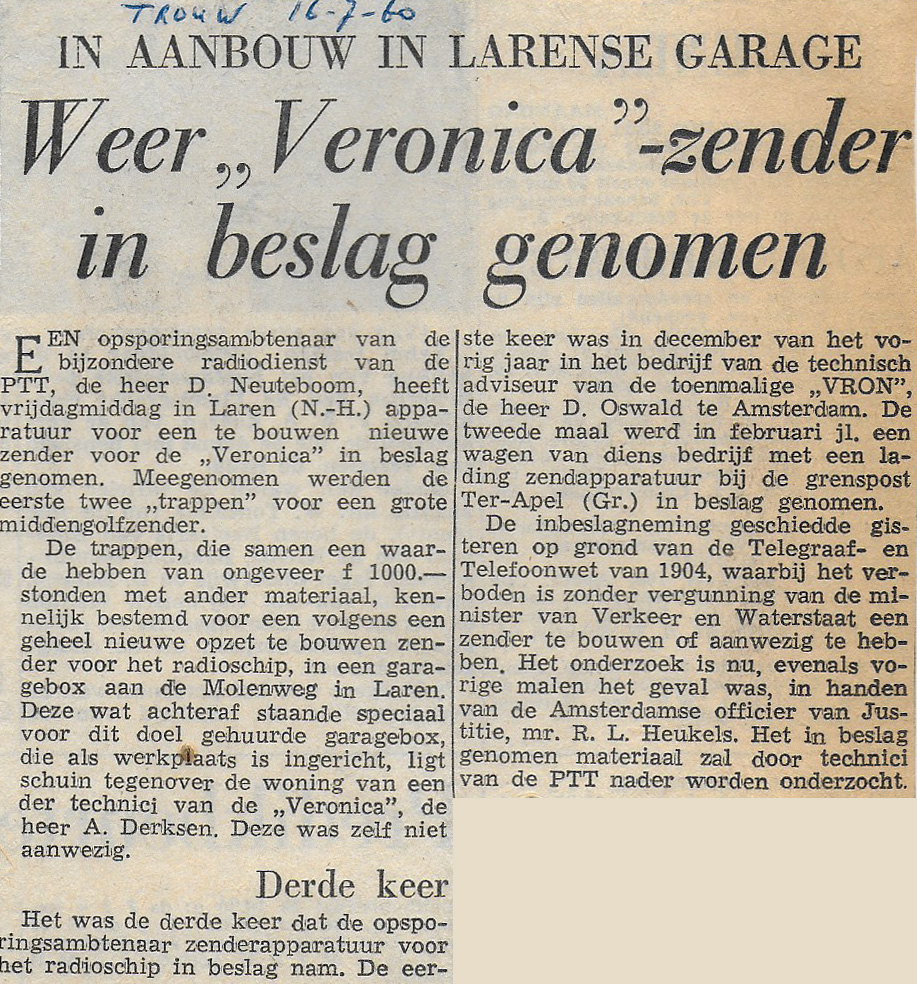 TROUW 16-7-60
IN AANBOUW IN LARENSE GARAGE
Weer „Veronica”-zender
in beslag genomen
EEN opsporingsambtenaar van de
bijzondere radiodienst van de
PTT, de heer D. Neuteboom, heeft
vrijdagmiddag in Laren (N.-H.) appa-
ratuur voor een te bouwen nieuwe
zender voor de „Veronica” in beslag
genomen. Meegenomen werden de
eerste twee „trappen” voor een grote
middengolfzender.
De trappen, die samen een waar-
de hebben van ongeveer f 1000.—
stonden met ander materiaal, ken-
nelijk bestemd voor een volgens een
geheel nieuwe opzet te bouwen zen-
der voor het radioschip, in een gara-
gebox aan de Molenweg in Laren.
Deze wat achteraf staande speciaal
voor dit doel gehuurde garagebox,
die als werkplaats is ingericht, ligt
schuin tegenover de woning van een
der technici van de „Veronica”, de
heer A. Derksen. Deze was zelf niet
aanwezig.
Derde keer
Het was de derde keer dat de opspo-
ringsambtenaar zenderapparatuur voor
het radioschip in beslag nam. De eer-
ste keer was in december van het vo-
rig jaar in het bedrijf van de technisch
adviseur van de toenmalige „VRON”,
de heer D. Oswald te Amsterdam. De
tweede maal werd in februari jl. een
wagen van diens bedrijf met een la-
ding zendapparatuur bij de grenspost
Ter-Apel (Gr.) in beslag genomen.
De inbeslagneming geschiedde gis-
teren op grond van de Telegraaf- en
Telefoonwet van 1904, waarbij het ver-
boden is zonder vergunning van de mi-
nister van Verkeer en Waterstaat een
zender te bouwen of aanwezig te heb-
ben. Het onderzoek is nu, evenals vo-
rige malen het geval was, in handen
van de Amsterdamse officier van Jus-
titie, mr. R. L. Heukels. Het in beslag
genomen materiaal zal door technici
van de PTT nader worden onderzocht.